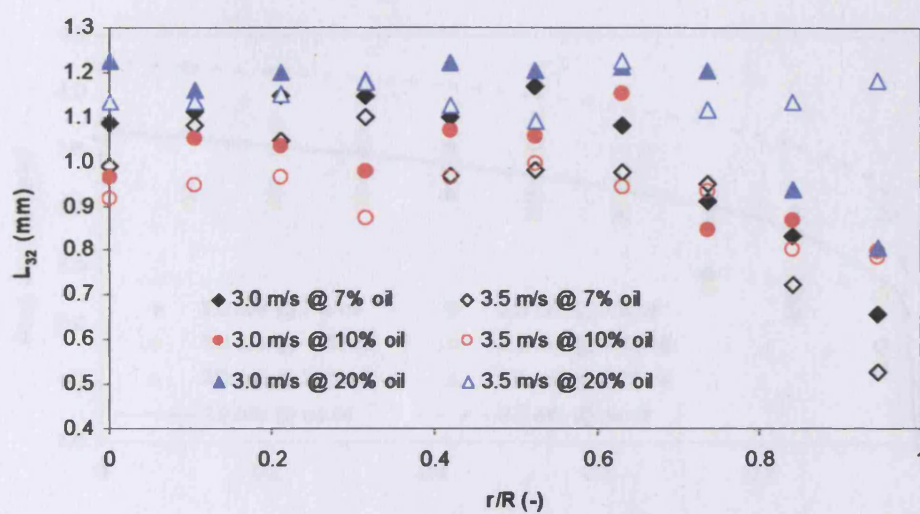 1.3
1.2
1.1
1.0
0.9
0.8
0.7
0.6
0.5
0.4
L32 (mm)
3.0 m/s @ 7% oil 3.5 m/s @ 7% oil
3.0 m/s @ 10% oil 3.5 m/s @ 10% oil
3.0 m/s @ 20% oil 3.5 m/s @ 20% oil
0 0.2 0.4 0.6 0.8 1
r/R (-)